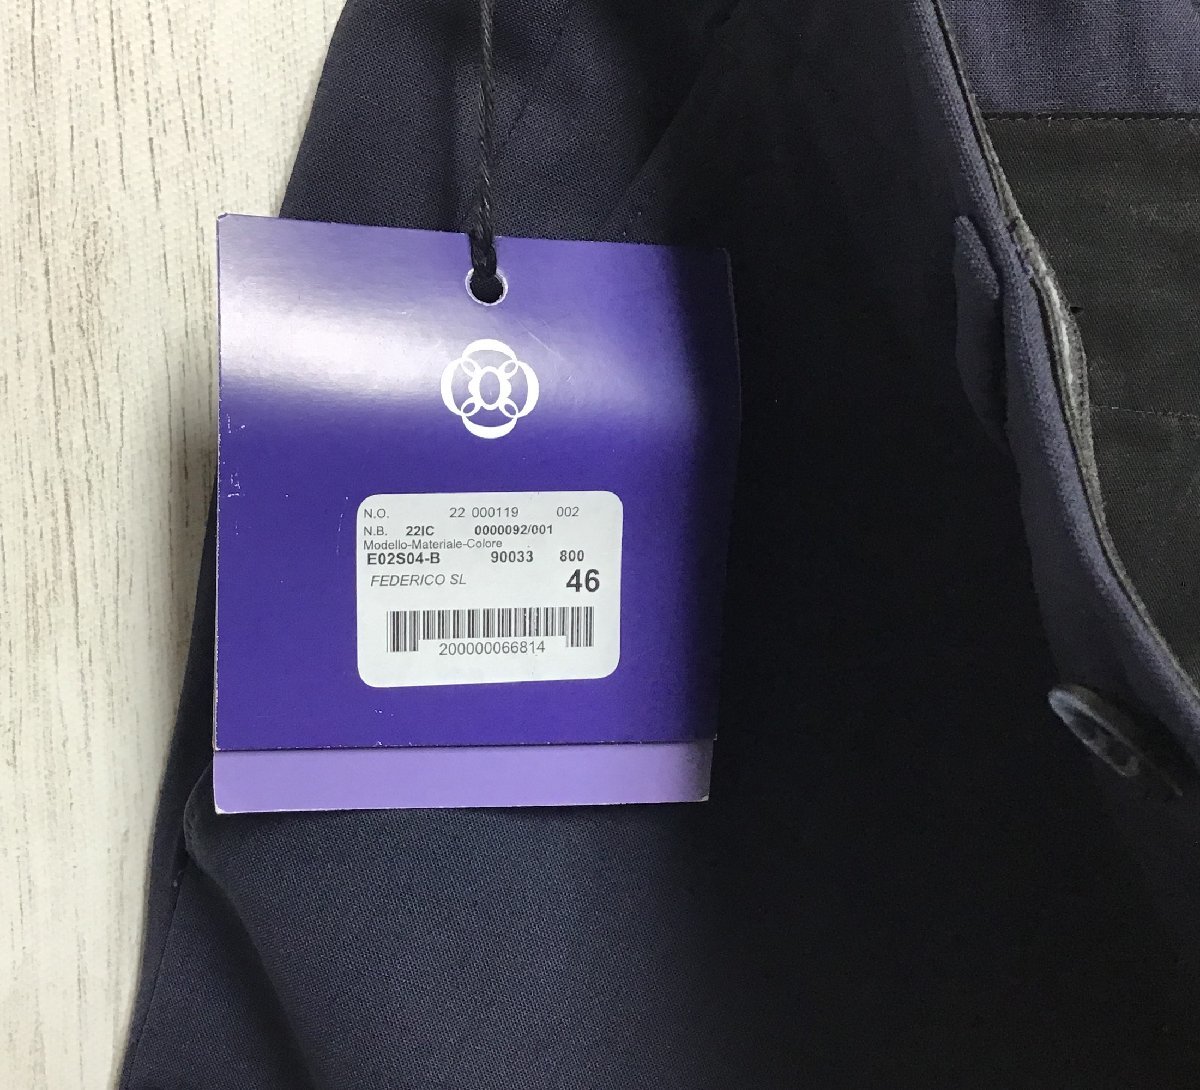 N.O. 22 000119 002
N.B. 22IC 0000092/001
Modello-Materiale-Colore
E02S04-B 90033 800
FEDERICO SL 46
200000066814